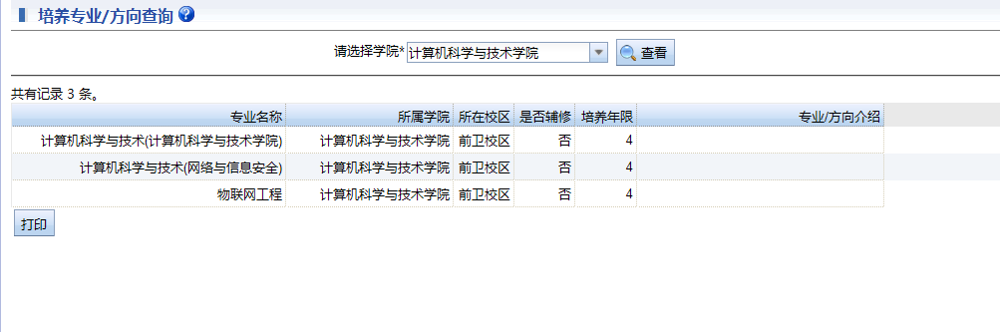 培养专业/方向查询 ?
请选择学院* 计算机科学与技术学院 查看
共有记录 3 条。
专业名称 所属学院 所在校区 是否辅修 培养年限 专业/方向介绍
计算机科学与技术(计算机科学与技术学院) 计算机科学与技术学院 前卫校区 否 4
计算机科学与技术(网络与信息安全) 计算机科学与技术学院 前卫校区 否 4
物联网工程 计算机科学与技术学院 前卫校区 否 4
打印